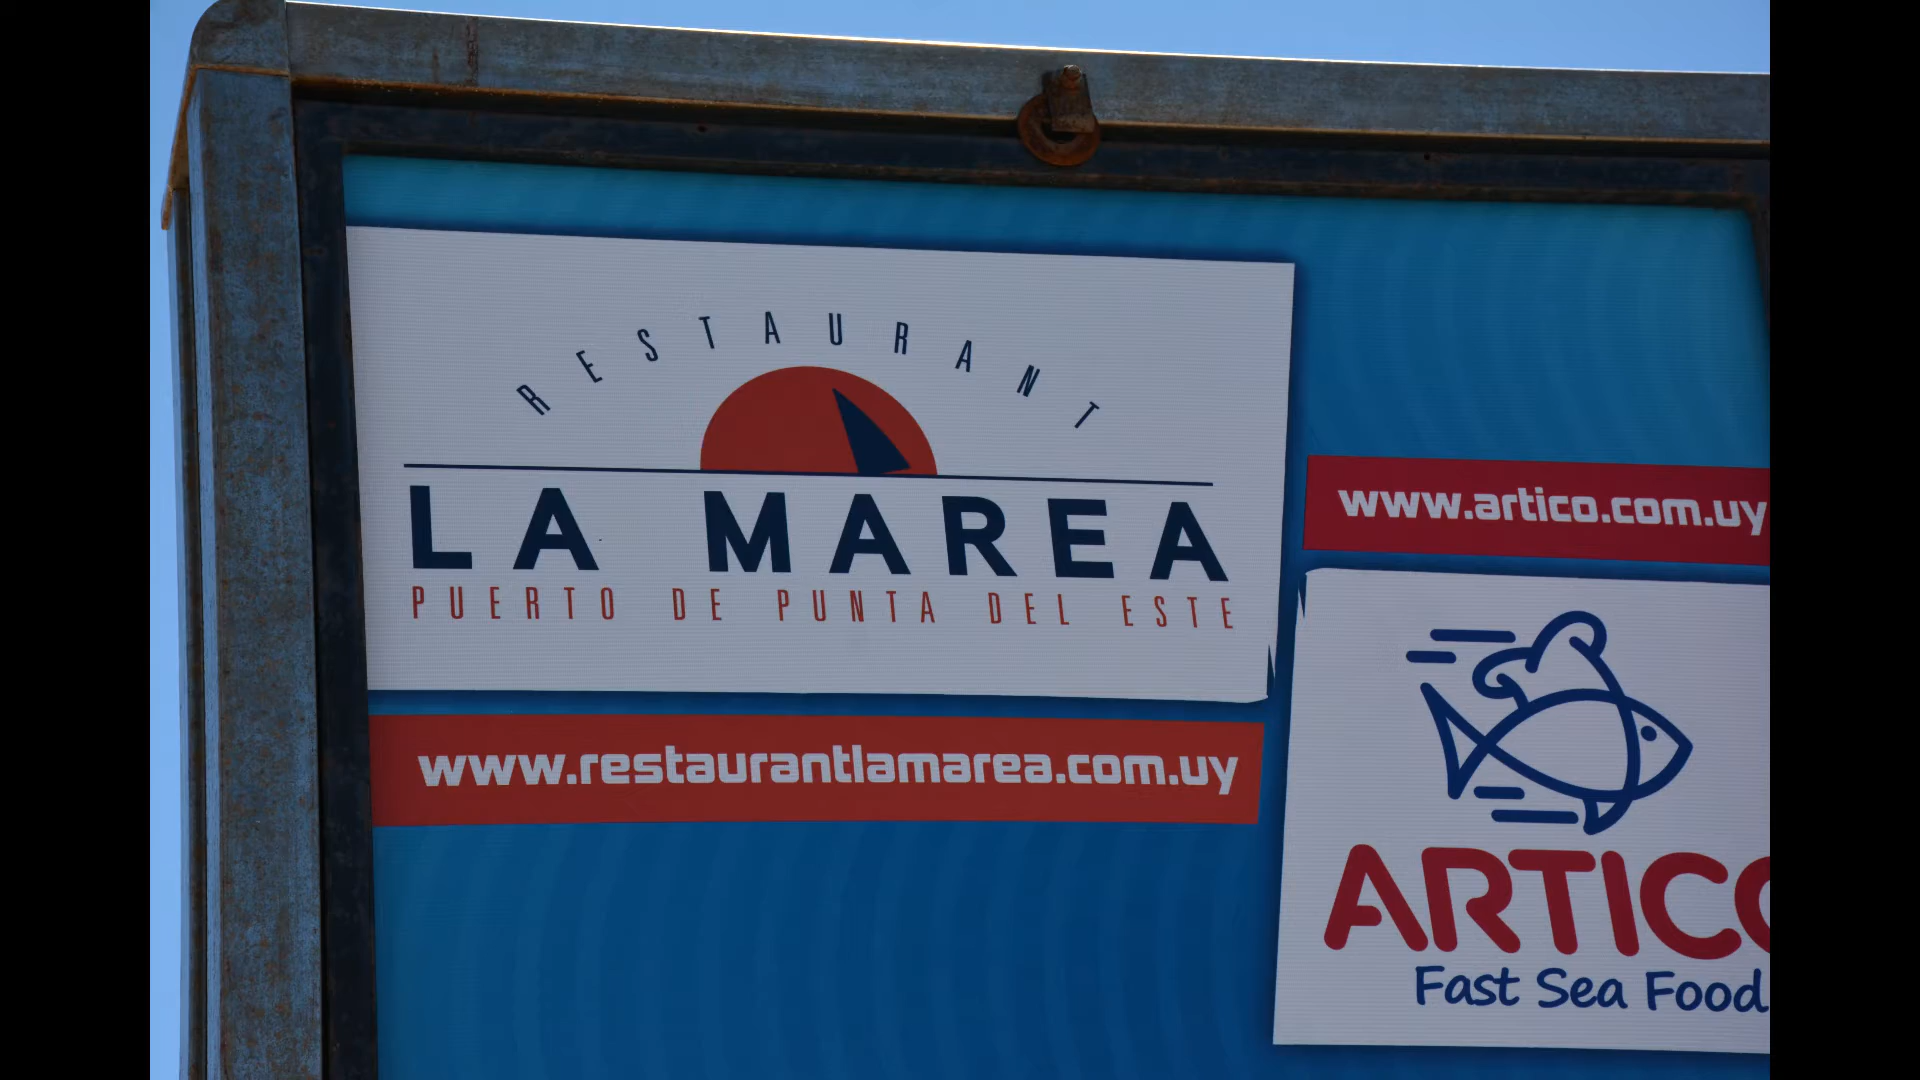 RESTAURANT
LA MAREA
PUERTO DE PUNTA DEL ESTE
www.restaurantlamarea.com.uy
www.artico.com.uy
ARTICO
Fast Sea Food